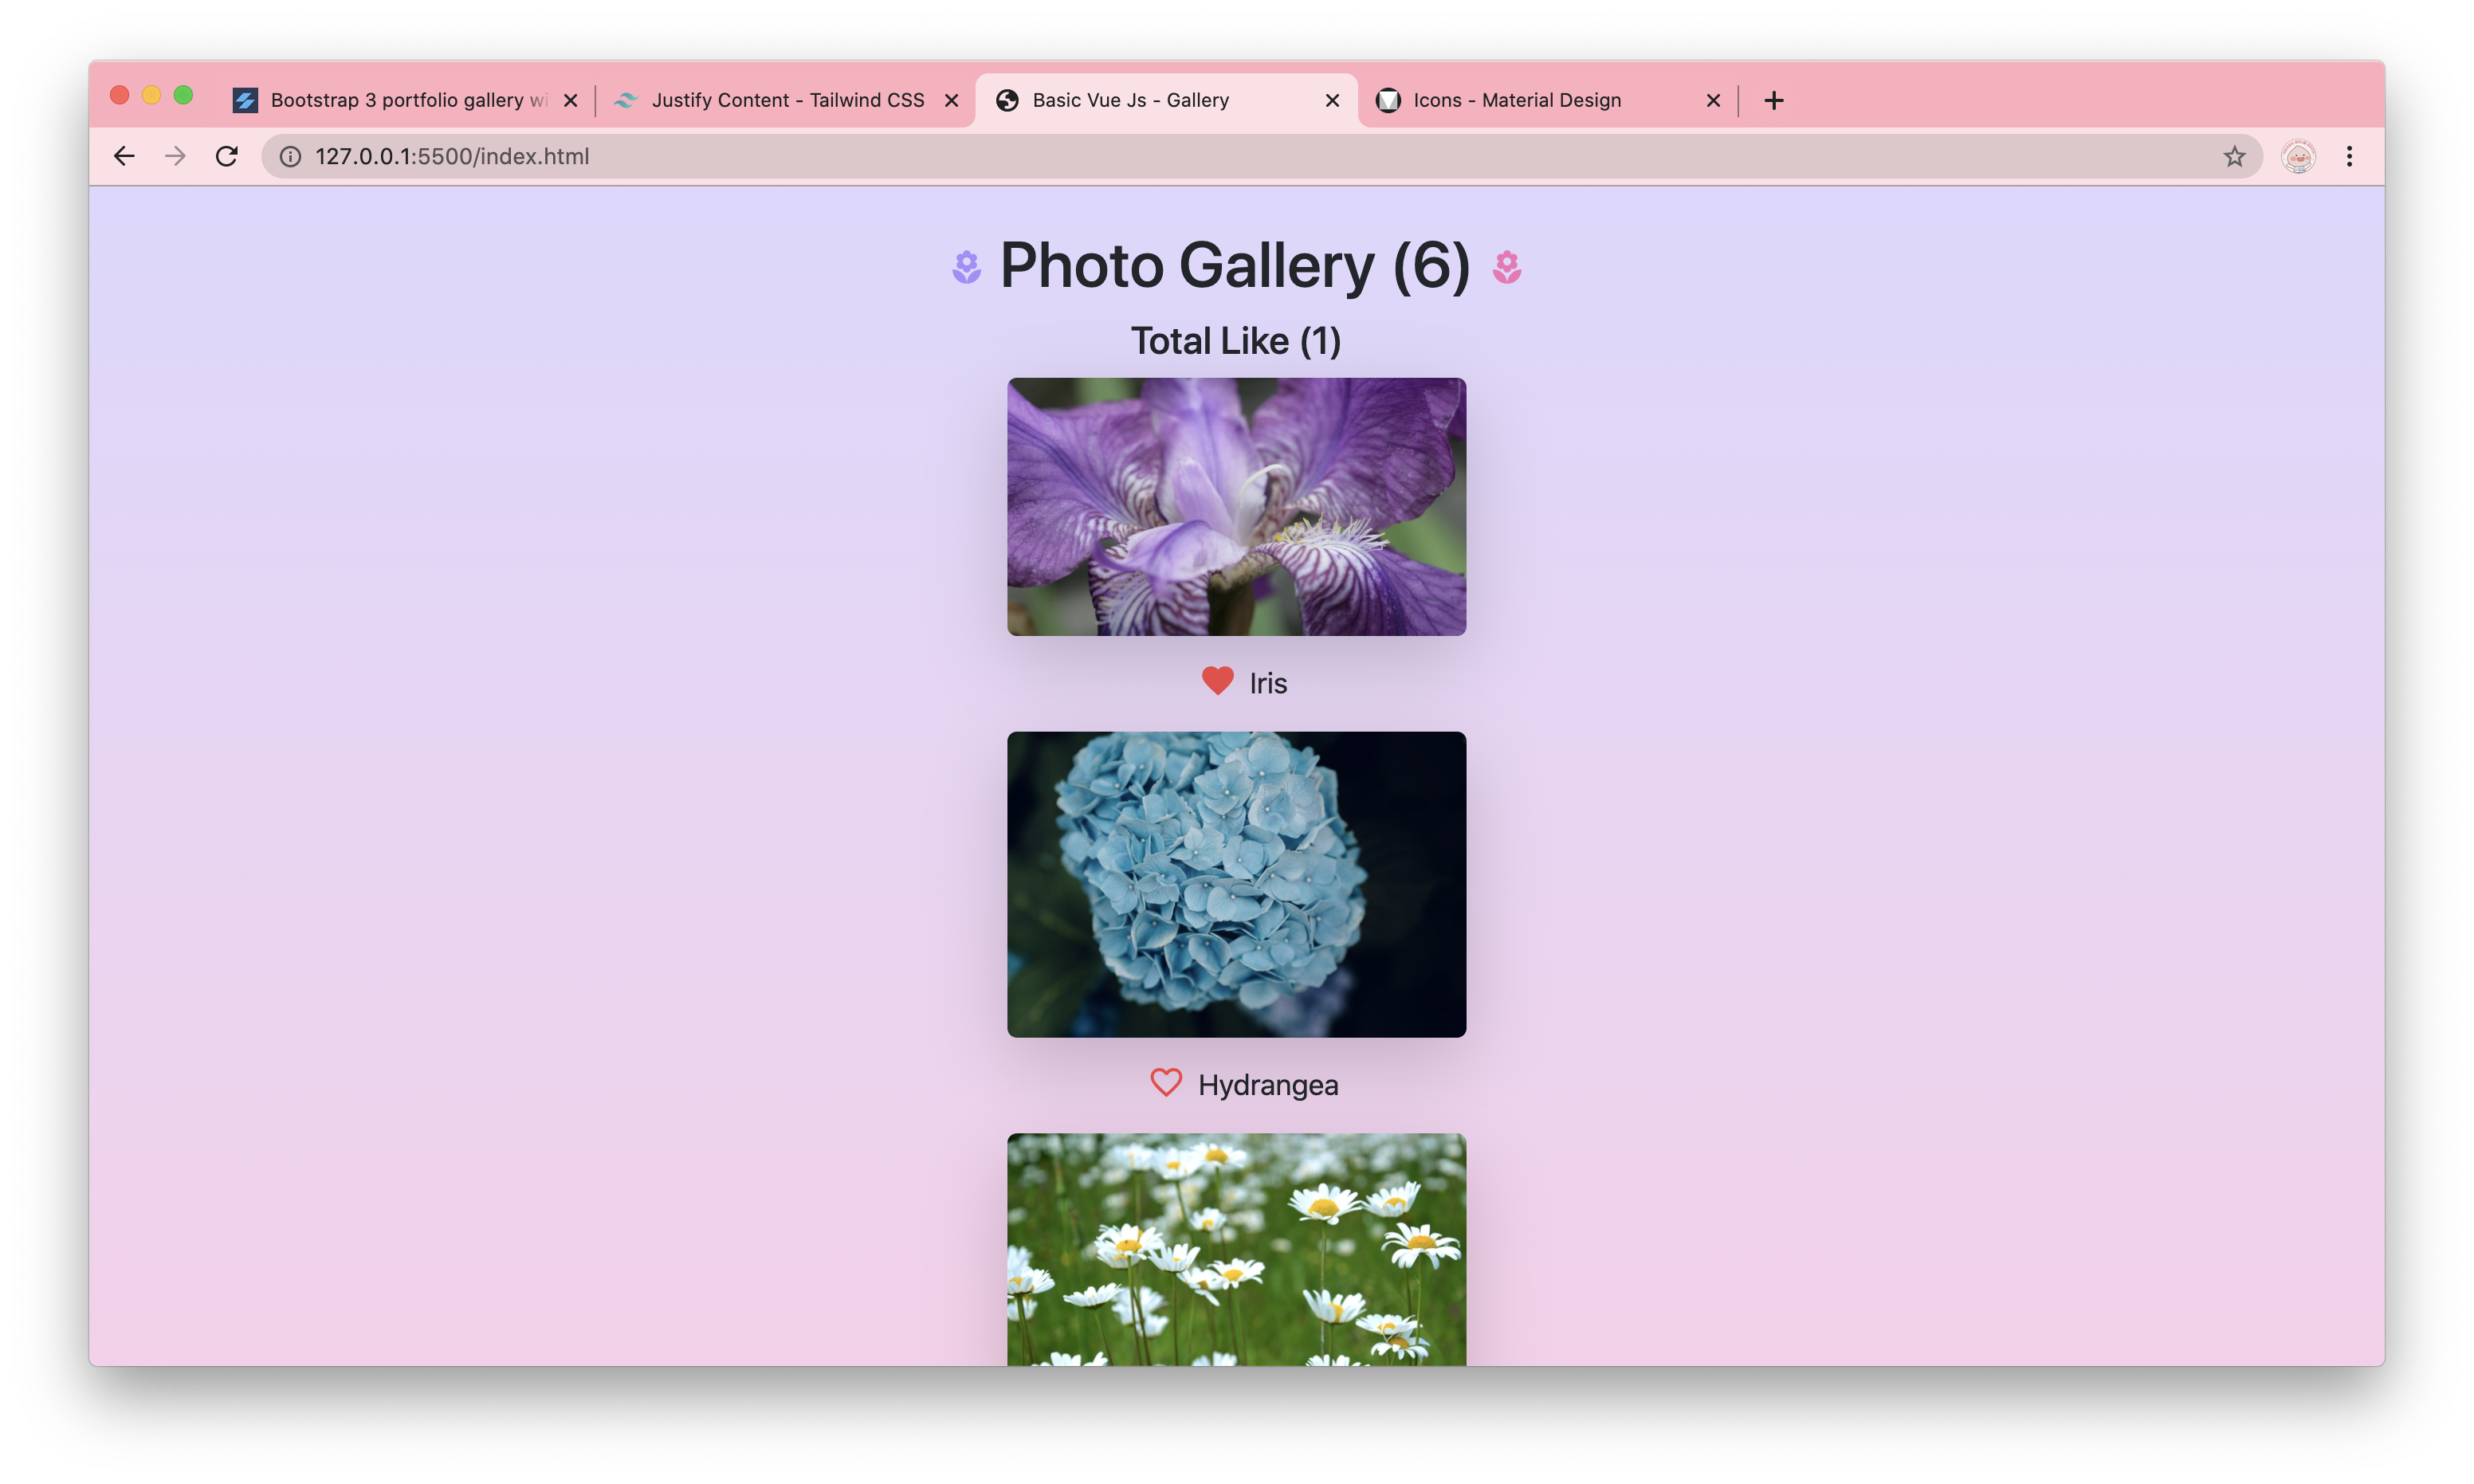 Bootstrap 3 portfolio gallery wi
Justify Content - Tailwind CSS
Basic Vue Js - Gallery
Icons - Material Design
127.0.0.1:5500/index.html
Photo Gallery (6)
Total Like (1)
Iris
Hydrangea